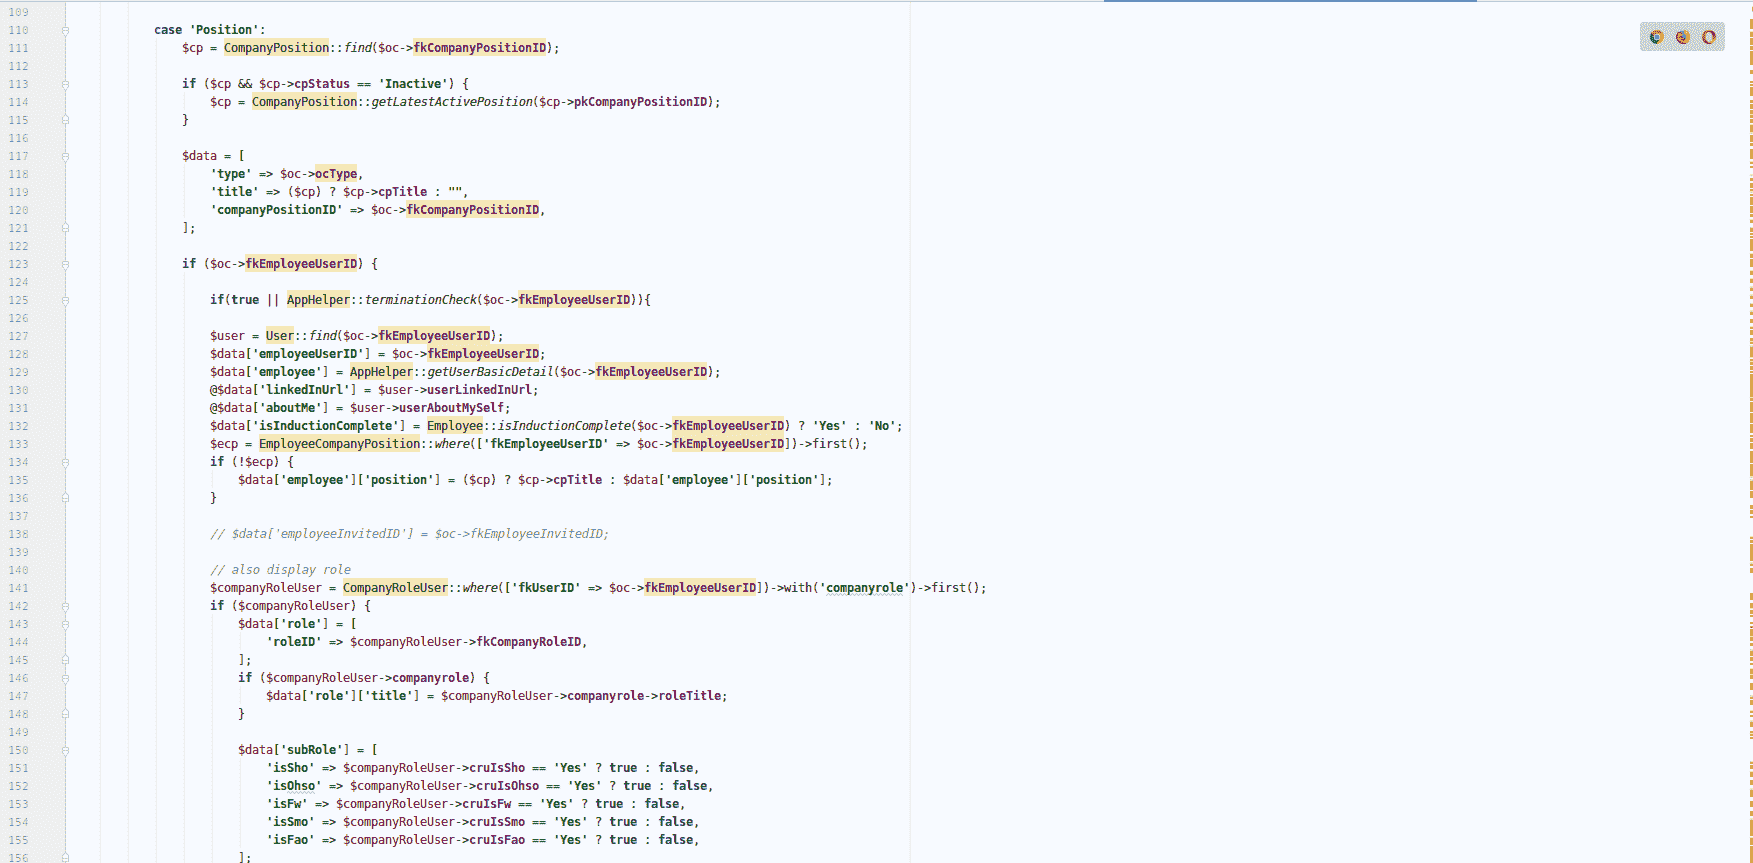 109
110 case 'Position':
111 $cp = CompanyPosition::find($oc->fkCompanyPositionID);
112
113 if ($cp && $cp->cpStatus == 'Inactive') {
114 $cp = CompanyPosition::getLatestActivePosition($cp->pkCompanyPositionID);
115 }
116
117 $data = [
118 'type' => $oc->ocType,
119 'title' => ($cp) ? $cp->cpTitle : "",
120 'companyPositionID' => $oc->fkCompanyPositionID,
121 ];
122
123 if ($oc->fkEmployeeUserID) {
124
125 if(true || AppHelper::terminationCheck($oc->fkEmployeeUserID)){
126
127 $user = User::find($oc->fkEmployeeUserID);
128 $data['employeeUserID'] = $oc->fkEmployeeUserID;
129 $data['employee'] = AppHelper::getUserBasicDetail($oc->fkEmployeeUserID);
130 @$data['linkedInUrl'] = $user->userLinkedInUrl;
131 @$data['aboutMe'] = $user->userAboutMySelf;
132 $data['isInductionComplete'] = Employee::isInductionComplete($oc->fkEmployeeUserID) ? 'Yes' : 'No';
133 $ecp = EmployeeCompanyPosition::where(['fkEmployeeUserID' => $oc->fkEmployeeUserID])->first();
134 if (!$ecp) {
135 $data['employee']['position'] = ($cp) ? $cp->cpTitle : $data['employee']['position'];
136 }
137
138 // $data['employeeInvitedID'] = $oc->fkEmployeeInvitedID;
139
140 // also display role
141 $companyRoleUser = CompanyRoleUser::where(['fkUserID' => $oc->fkEmployeeUserID])->with('companyrole')->first();
142 if ($companyRoleUser) {
143 $data['role'] = [
144 'roleID' => $companyRoleUser->fkCompanyRoleID,
145 ];
146 if ($companyRoleUser->companyrole) {
147 $data['role']['title'] = $companyRoleUser->companyrole->roleTitle;
148 }
149
150 $data['subRole'] = [
151 'isSho' => $companyRoleUser->cruIsSho == 'Yes' ? true : false,
152 'isOhso' => $companyRoleUser->cruIsOhso == 'Yes' ? true : false,
153 'isFw' => $companyRoleUser->cruIsFw == 'Yes' ? true : false,
154 'isSmo' => $companyRoleUser->cruIsSmo == 'Yes' ? true : false,
155 'isFao' => $companyRoleUser->cruIsFao == 'Yes' ? true : false,
156 ];